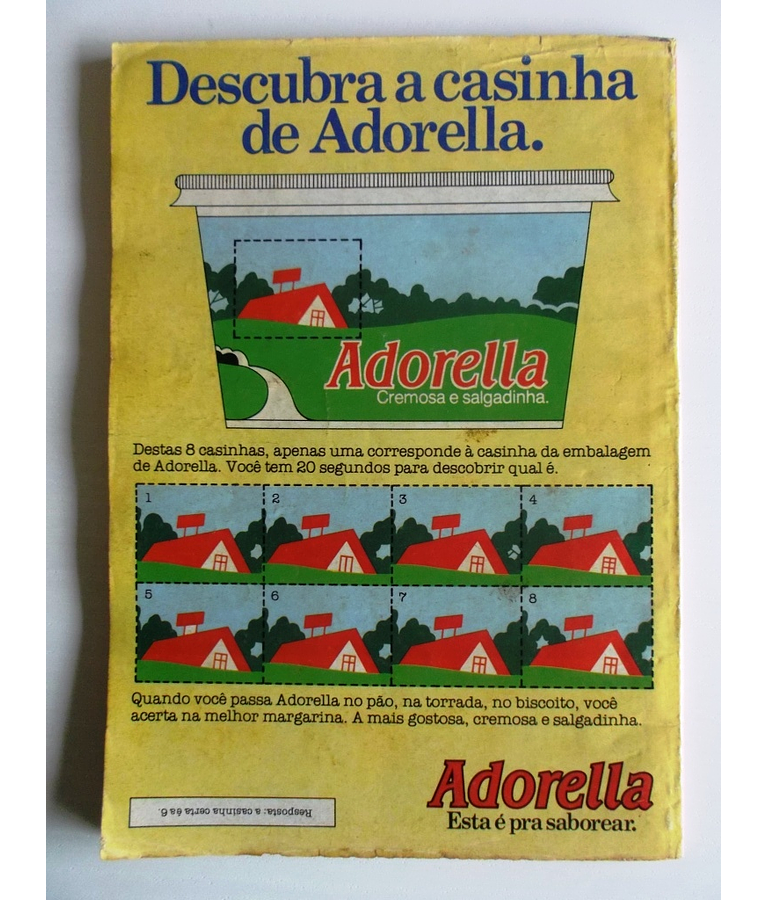 Descubra a casinha
de Adorella.
Adorella
Cremosa e salgadinha.
Destas 8 casinhas, apenas uma corresponde à casinha da embalagem
de Adorella. Você tem 20 segundos para descobrir qual é.
1 2 3 4
5 6 7 8
Quando você passa Adorella no pão, na torrada, no biscoito, você
acerta na melhor margarina. A mais gostosa, cremosa e salgadinha.
Adorella
Esta é pra saborear.
Resposta: a casinha certa é a 6.